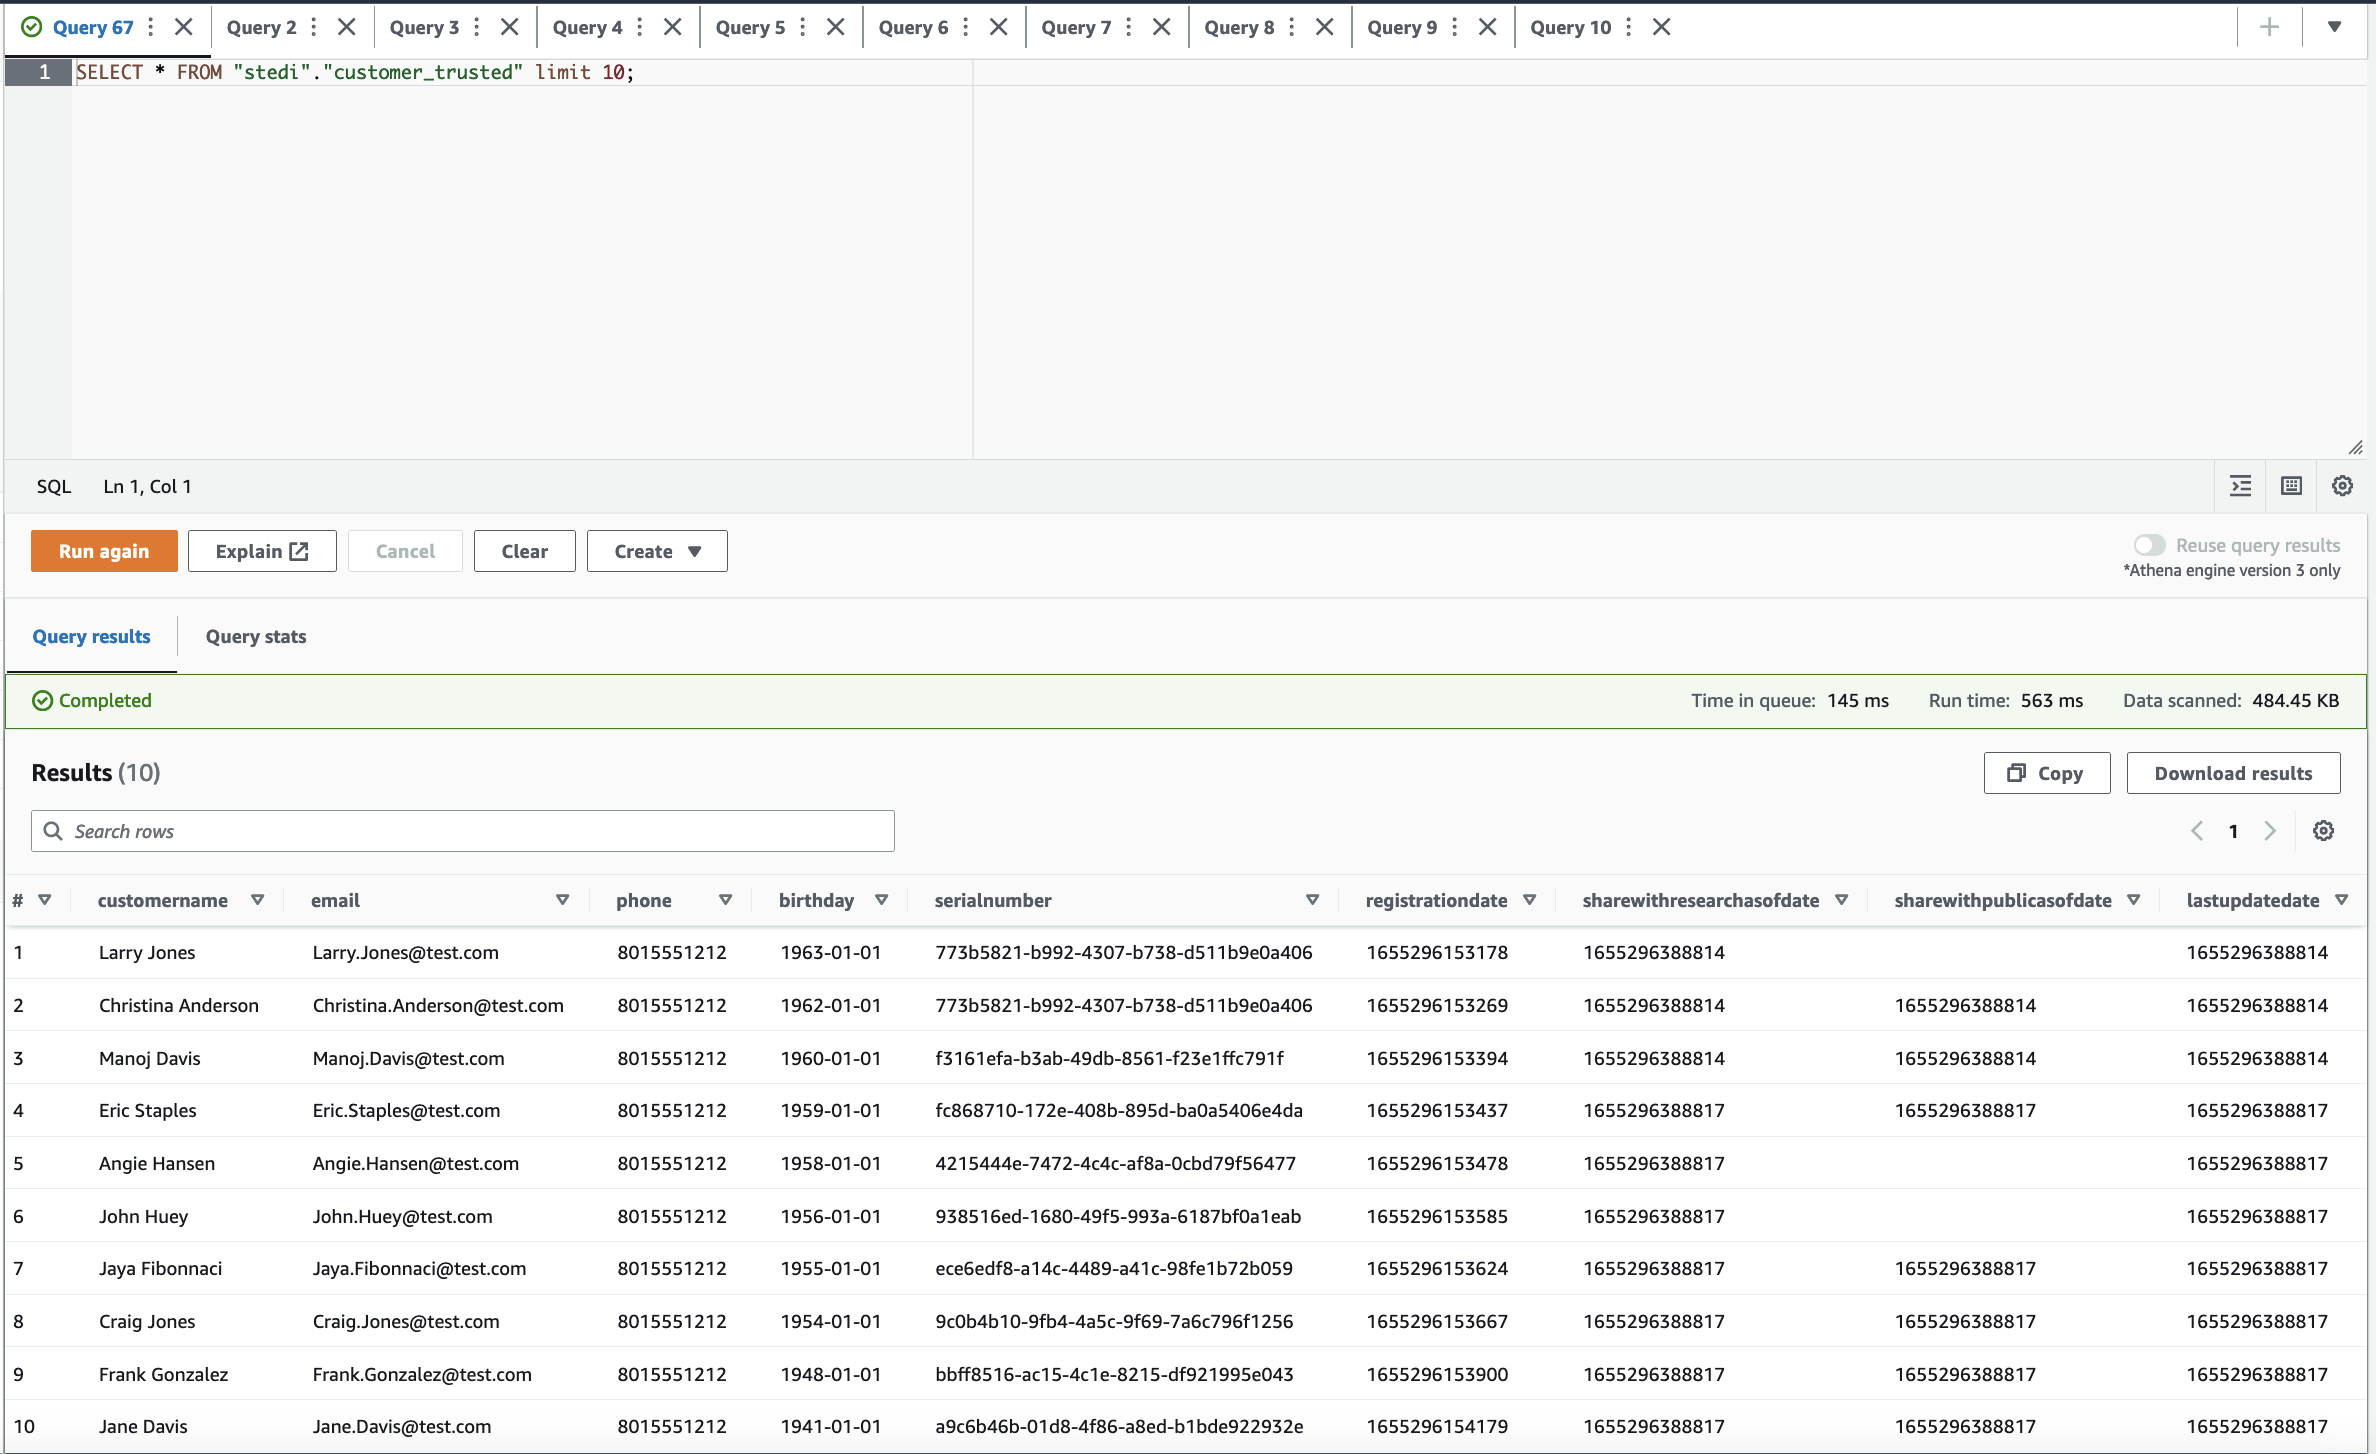 Query 67 Query 2 Query 3 Query 4 Query 5 Query 6 Query 7 Query 8 Query 9 Query 10
1 SELECT * FROM "stedi"."customer_trusted" limit 10;
SQL Ln 1, Col 1
Run again Explain Cancel Clear Create Reuse query results
*Athena engine version 3 only
Query results Query stats
Completed Time in queue: 145 ms Run time: 563 ms Data scanned: 484.45 KB
Results (10) Copy Download results
Search rows 1
# customername email phone birthday serialnumber registrationdate sharewithresearchasofdate sharewithpublicasofdate lastupdatedate
1 Larry Jones Larry.Jones@test.com 8015551212 1963-01-01 773b5821-b992-4307-b738-d511b9e0a406 1655296153178 1655296388814 1655296388814
2 Christina Anderson Christina.Anderson@test.com 8015551212 1962-01-01 773b5821-b992-4307-b738-d511b9e0a406 1655296153269 1655296388814 1655296388814 1655296388814
3 Manoj Davis Manoj.Davis@test.com 8015551212 1960-01-01 f3161efa-b3ab-49db-8561-f23e1ffc791f 1655296153394 1655296388814 1655296388814 1655296388814
4 Eric Staples Eric.Staples@test.com 8015551212 1959-01-01 fc868710-172e-408b-895d-ba0a5406e4da 1655296153437 1655296388817 1655296388817 1655296388817
5 Angie Hansen Angie.Hansen@test.com 8015551212 1958-01-01 4215444e-7472-4c4c-af8a-0cbd79f56477 1655296153478 1655296388817 1655296388817
6 John Huey John.Huey@test.com 8015551212 1956-01-01 938516ed-1680-49f5-993a-6187bf0a1eab 1655296153585 1655296388817 1655296388817
7 Jaya Fibonnaci Jaya.Fibonnaci@test.com 8015551212 1955-01-01 ece6edf8-a14c-4489-a41c-98fe1b72b059 1655296153624 1655296388817 1655296388817 1655296388817
8 Craig Jones Craig.Jones@test.com 8015551212 1954-01-01 9c0b4b10-9fb4-4a5c-9f69-7a6c796f1256 1655296153667 1655296388817 1655296388817 1655296388817
9 Frank Gonzalez Frank.Gonzalez@test.com 8015551212 1948-01-01 bbff8516-ac15-4c1e-8215-df921995e043 1655296153900 1655296388817 1655296388817 1655296388817
10 Jane Davis Jane.Davis@test.com 8015551212 1941-01-01 a9c6b46b-01d8-4f86-a8ed-b1bde922932e 1655296154179 1655296388817 1655296388817 1655296388817